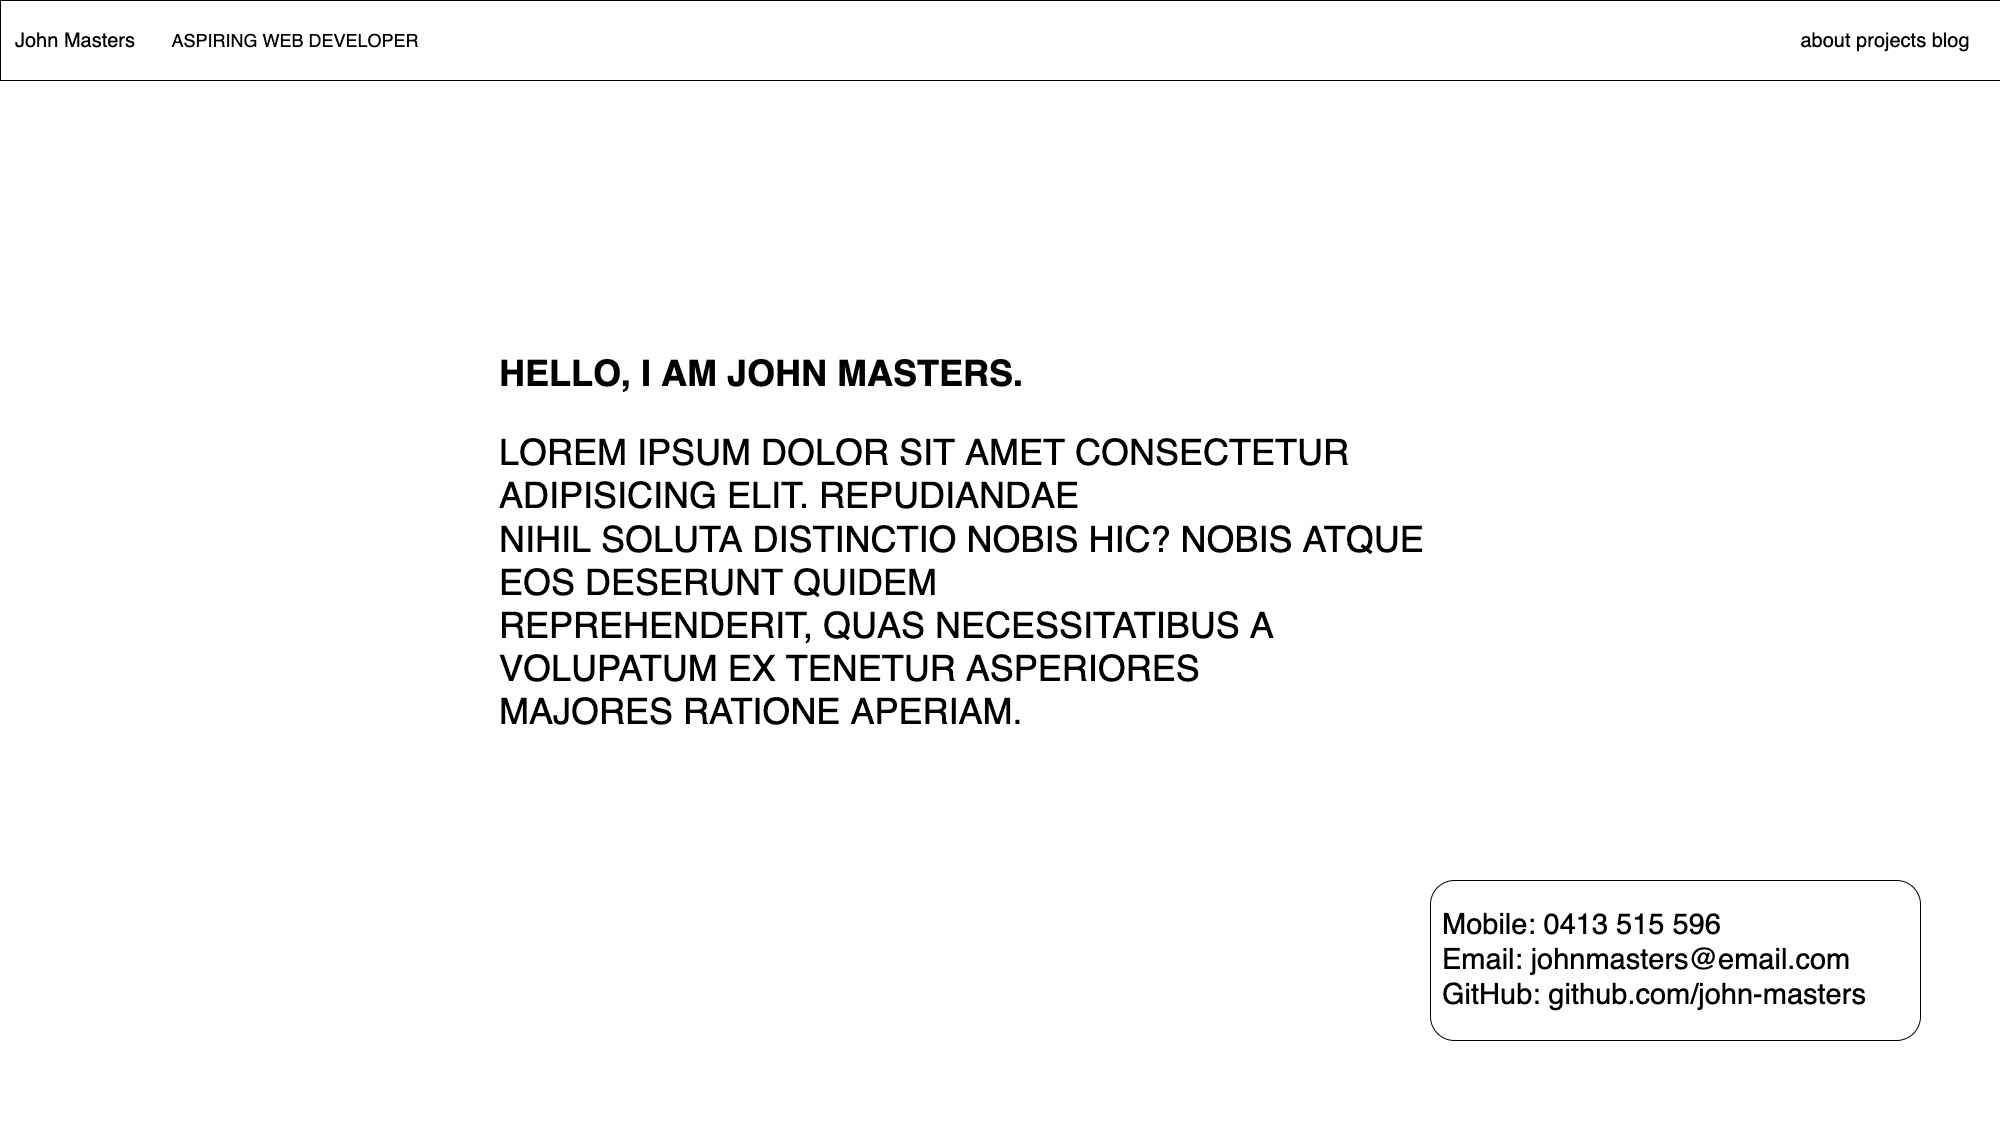 John Masters ASPIRING WEB DEVELOPER about projects blog
HELLO, I AM JOHN MASTERS.
LOREM IPSUM DOLOR SIT AMET CONSECTETUR
ADIPISICING ELIT. REPUDIANDAE
NIHIL SOLUTA DISTINCTIO NOBIS HIC? NOBIS ATQUE
EOS DESERUNT QUIDEM
REPREHENDERIT, QUAS NECESSITATIBUS A
VOLUPATUM EX TENETUR ASPERIORES
MAJORES RATIONE APERIAM.
Mobile: 0413 515 596
Email: johnmasters@email.com
GitHub: github.com/john-masters